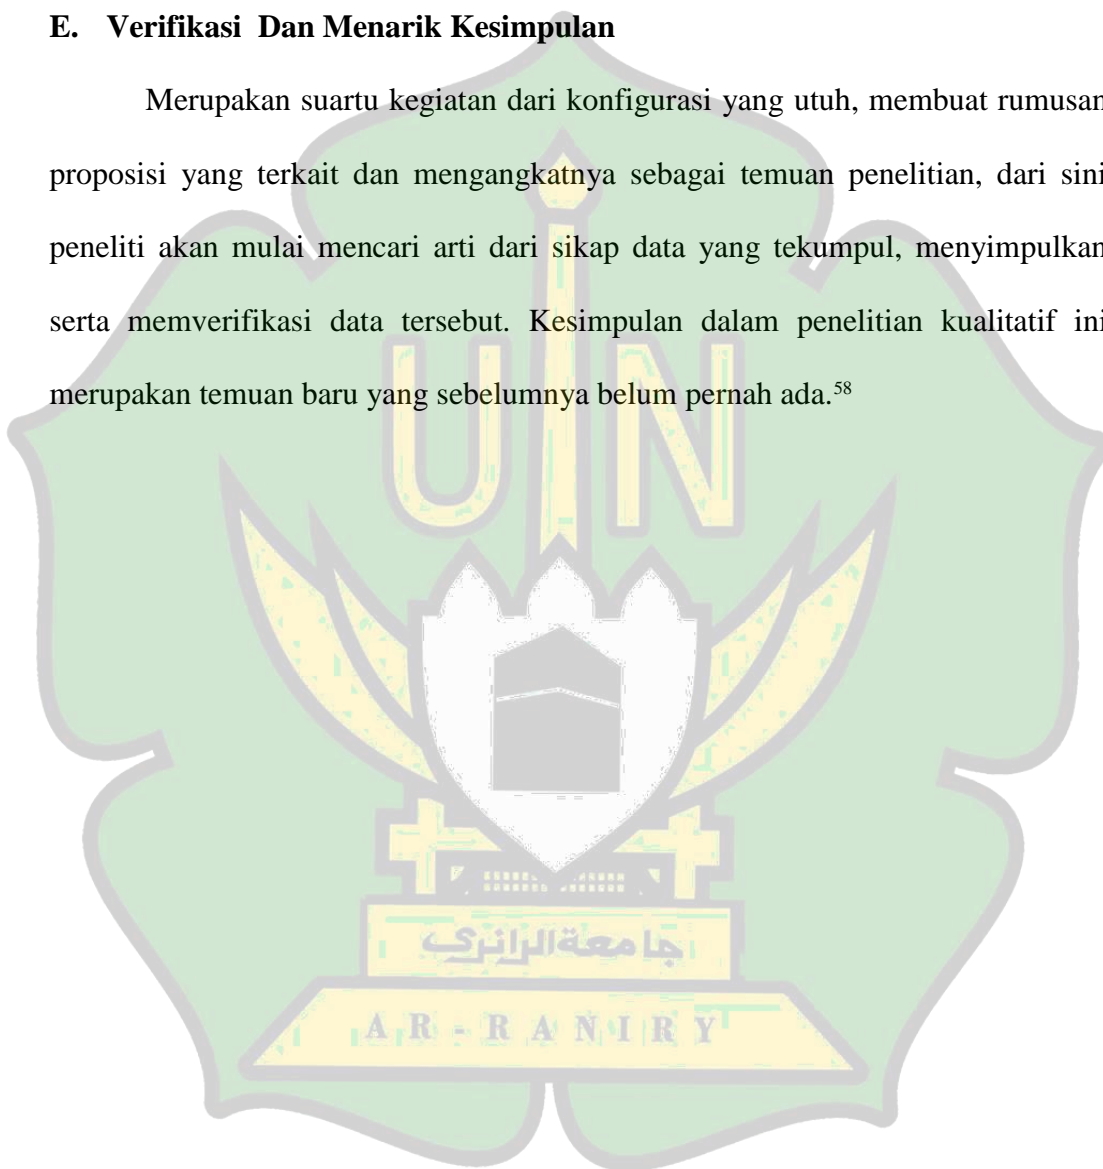 E. Verifikasi Dan Menarik Kesimpulan
Merupakan suartu kegiatan dari konfigurasi yang utuh, membuat rumusan
proposisi yang terkait dan mengangkatnya sebagai temuan penelitian, dari sini
peneliti akan mulai mencari arti dari sikap data yang tekumpul, menyimpulkan
serta memverifikasi data tersebut. Kesimpulan dalam penelitian kualitatif ini
merupakan temuan baru yang sebelumnya belum pernah ada.58
UIN
جامعةالرانري
AR-RANIRY